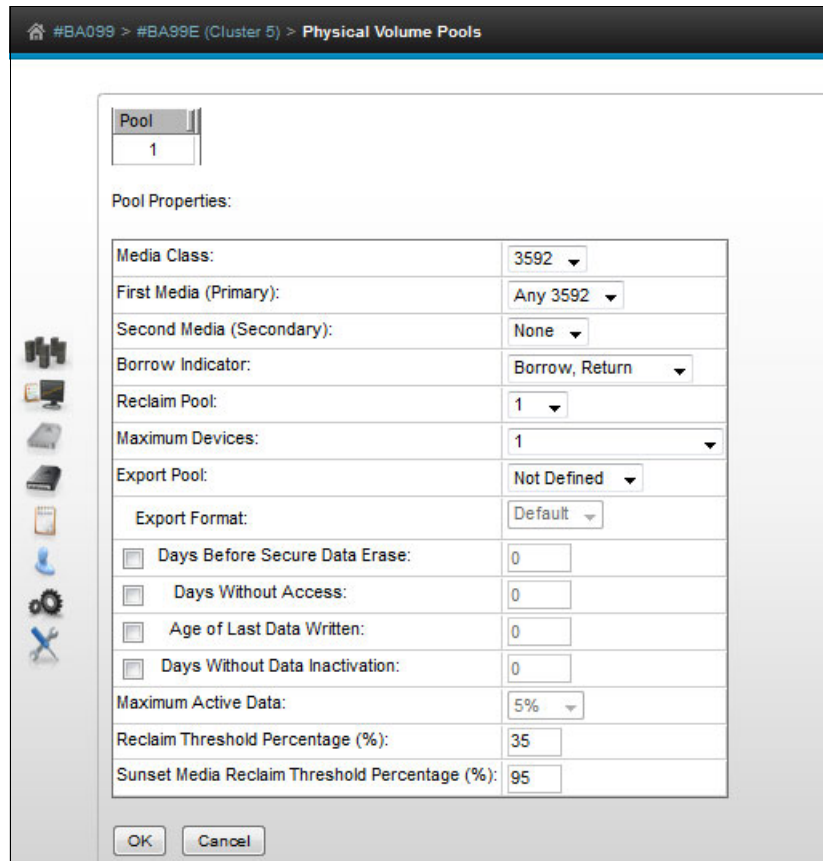 #BA099 > #BA99E (Cluster 5) > Physical Volume Pools
Pool
1
Pool Properties:
Media Class: 3592
First Media (Primary): Any 3592
Second Media (Secondary): None
Borrow Indicator: Borrow, Return
Reclaim Pool: 1
Maximum Devices: 1
Export Pool: Not Defined
Export Format: Default
Days Before Secure Data Erase: 0
Days Without Access: 0
Age of Last Data Written: 0
Days Without Data Inactivation: 0
Maximum Active Data: 5%
Reclaim Threshold Percentage (%): 35
Sunset Media Reclaim Threshold Percentage (%): 95
OK Cancel